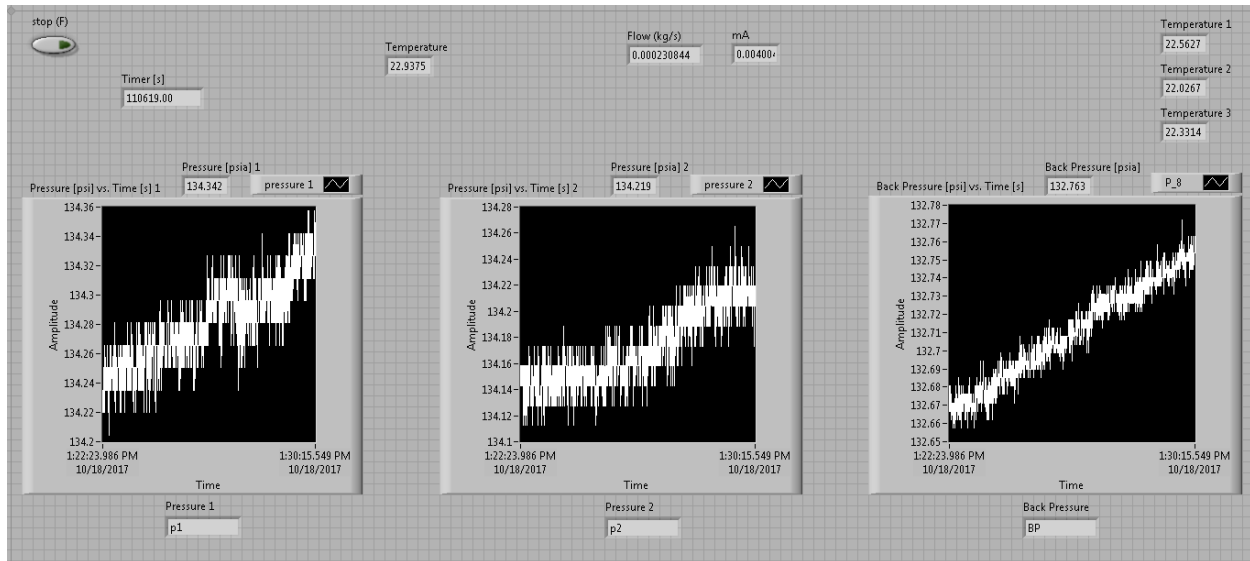 stop (F)
Temperature
22.9375
Flow (kg/s)
0.000230844
mA
0.00400
Temperature 1
22.5627
Temperature 2
22.0267
Temperature 3
22.3314
Timer [s]
110619.00
Pressure [psi] vs. Time [s] 1
Pressure [psia] 1
134.342
pressure 1
134.36
134.34
134.32
134.3
134.28
134.26
134.24
134.22
134.2
Amplitude
1:22:23.986 PM
10/18/2017
1:30:15.549 PM
10/18/2017
Time
Pressure 1
p1
Pressure [psi] vs. Time [s] 2
Pressure [psia] 2
134.219
pressure 2
134.28
134.26
134.24
134.22
134.2
134.18
134.16
134.14
134.12
134.1
Amplitude
1:22:23.986 PM
10/18/2017
1:30:15.549 PM
10/18/2017
Time
Pressure 2
p2
Back Pressure [psi] vs. Time [s]
Back Pressure [psia]
132.763
P_8
132.78
132.77
132.76
132.75
132.74
132.73
132.71
132.7
132.69
132.68
132.67
132.66
132.65
Amplitude
1:22:23.986 PM
10/18/2017
1:30:15.549 PM
10/18/2017
Time
Back Pressure
BP